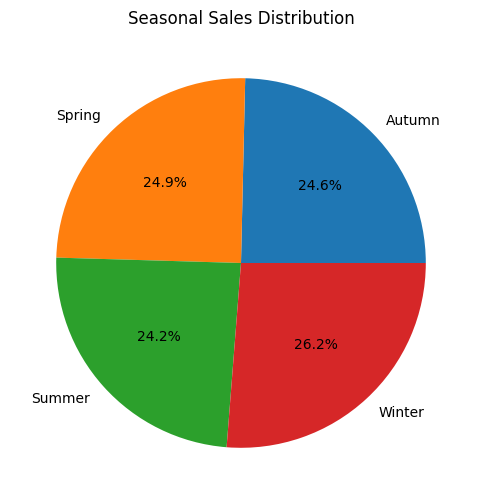 Seasonal Sales Distribution
Spring
Autumn
24.9%
24.6%
24.2%
26.2%
Summer
Winter